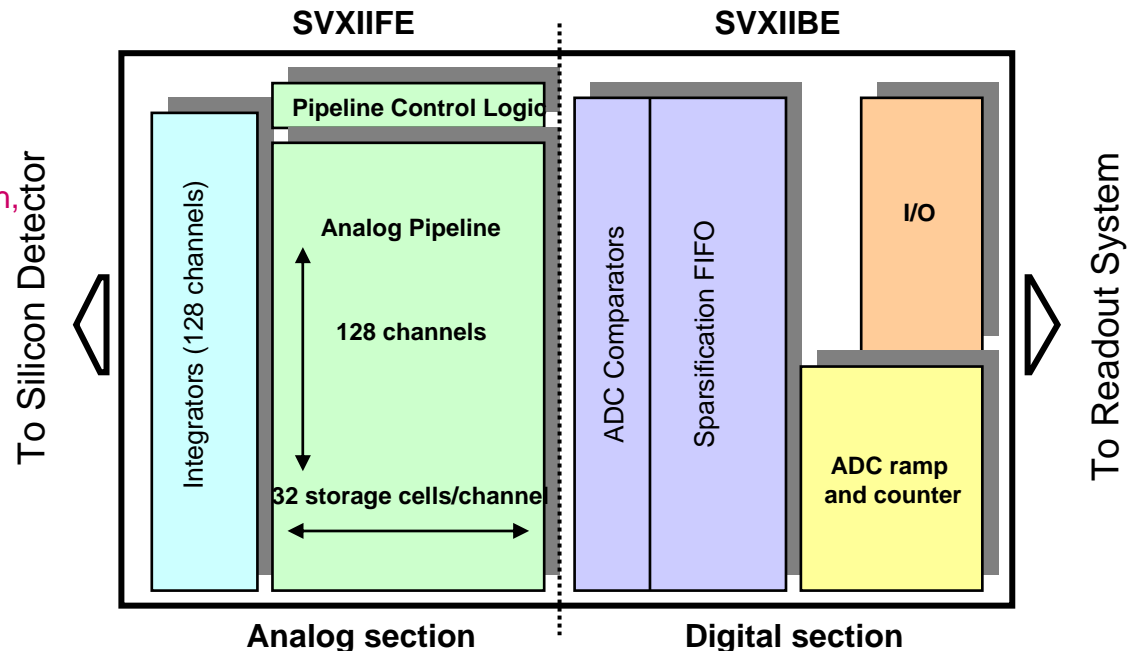 SVXIIFE
SVXIIBE
Pipeline Control Logic
n,
To Silicon Detector
Integrators (128 channels)
Analog Pipeline
128 channels
32 storage cells/channel
ADC Comparators
Sparsification FIFO
I/O
ADC ramp
and counter
To Readout System
Analog section
Digital section